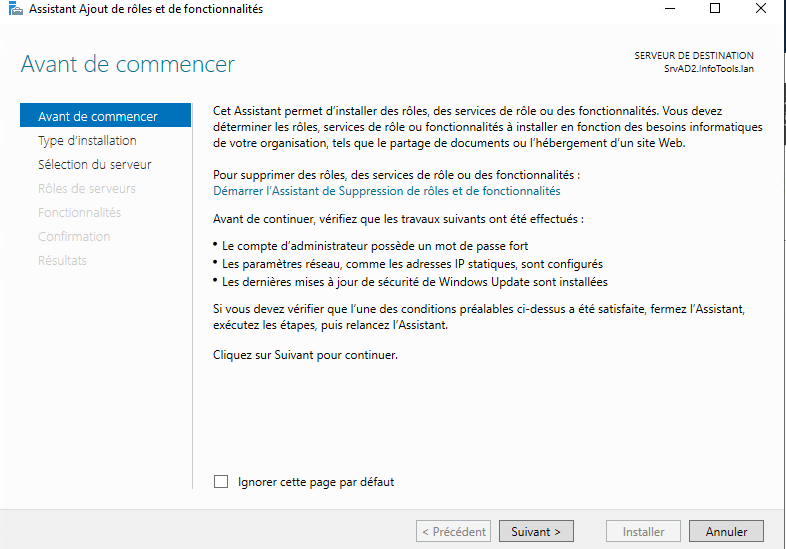 Assistant Ajout de rôles et de fonctionnalités
Avant de commencer
SERVEUR DE DESTINATION
SrvAD2.InfoTools.lan
Avant de commencer
Type d'installation
Sélection du serveur
Rôles de serveurs
Fonctionnalités
Confirmation
Résultats
Cet Assistant permet d'installer des rôles, des services de rôle ou des fonctionnalités. Vous devez
déterminer les rôles, services de rôle ou fonctionnalités à installer en fonction des besoins informatiques
de votre organisation, tels que le partage de documents ou l'hébergement d'un site Web.
Pour supprimer des rôles, des services de rôle ou des fonctionnalités :
Démarrer l'Assistant de Suppression de rôles et de fonctionnalités
Avant de continuer, vérifiez que les travaux suivants ont été effectués :
• Le compte d'administrateur possède un mot de passe fort
• Les paramètres réseau, comme les adresses IP statiques, sont configurés
• Les dernières mises à jour de sécurité de Windows Update sont installées
Si vous devez vérifier que l'une des conditions préalables ci-dessus a été satisfaite, fermez l'Assistant,
exécutez les étapes, puis relancez l'Assistant.
Cliquez sur Suivant pour continuer.
Ignorer cette page par défaut
< Précédent
Suivant >
Installer
Annuler